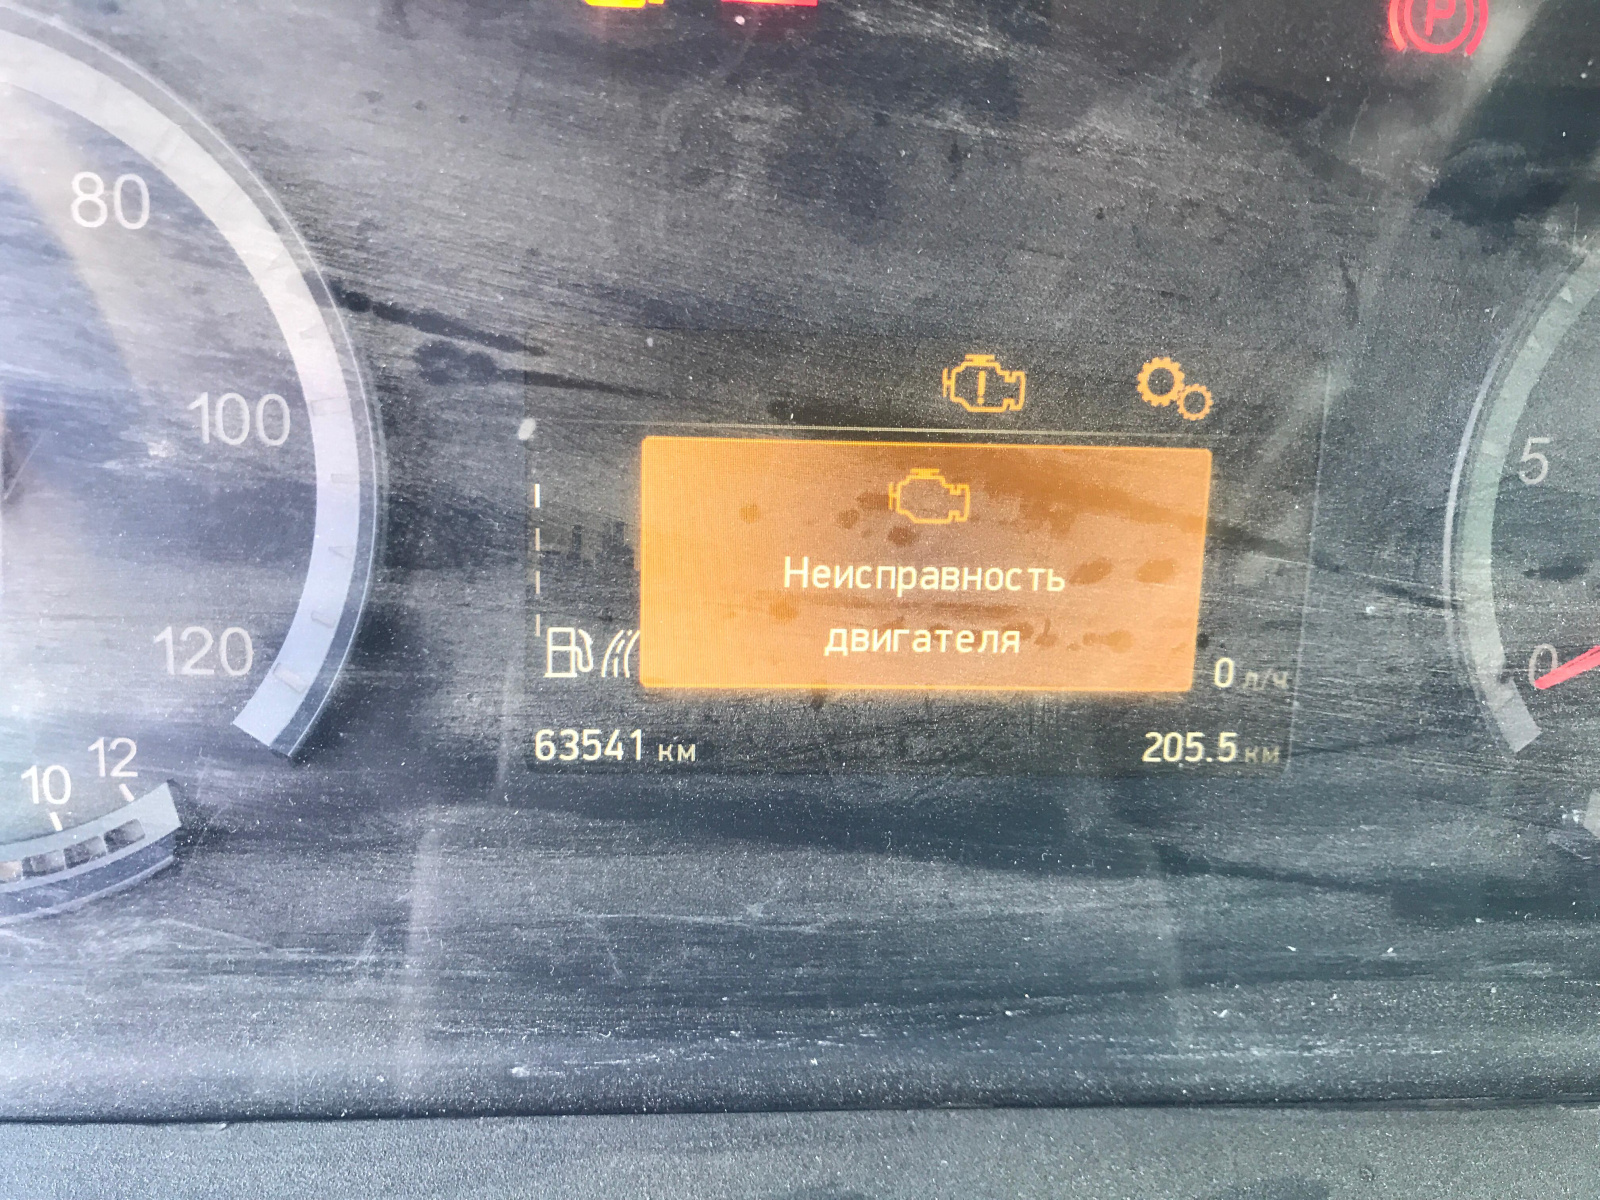 P
80
100
5
Неисправность
двигателя
120
0
0 л/ч
63541 км
205.5 км
10
12